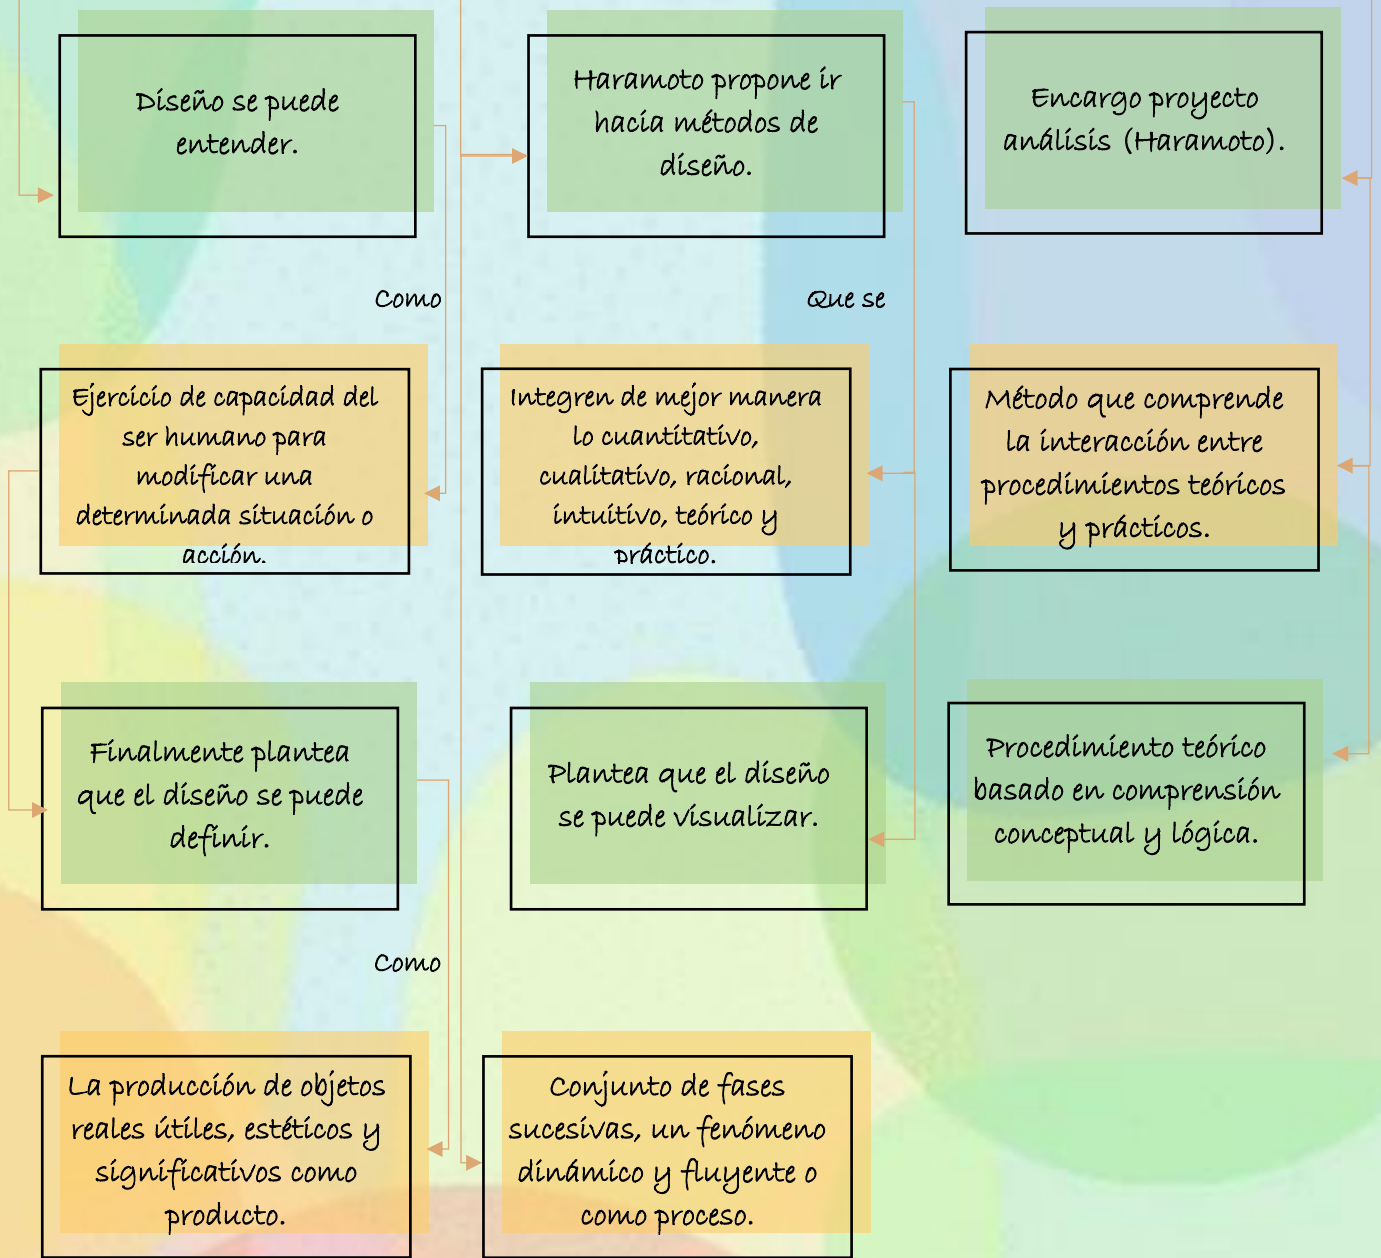 Diseño se puede
entender.
Haramoto propone ir
hacia métodos de
diseño.
Encargo proyecto
análisis (Haramoto).
Como
Que se
Ejercicio de capacidad del
ser humano para
modificar una
determinada situación o
acción.
Integren de mejor manera
lo cuantitativo,
cualitativo, racional,
intuitivo, teórico y
práctico.
Método que comprende
la interacción entre
procedimientos teóricos
y prácticos.
Finalmente plantea
que el diseño se puede
definir.
Plantea que el diseño
se puede visualizar.
Procedimiento teórico
basado en comprensión
conceptual y lógica.
Como
La producción de objetos
reales útiles, estéticos y
significativos como
producto.
Conjunto de fases
sucesivas, un fenómeno
dinámico y fluyente o
como proceso.